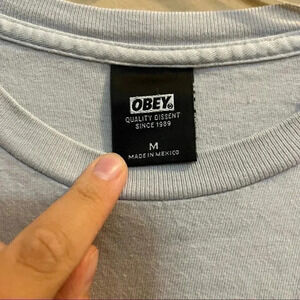 OBEY®
QUALITY DISSENT
SINCE 1989
M
MADE IN MEXICO